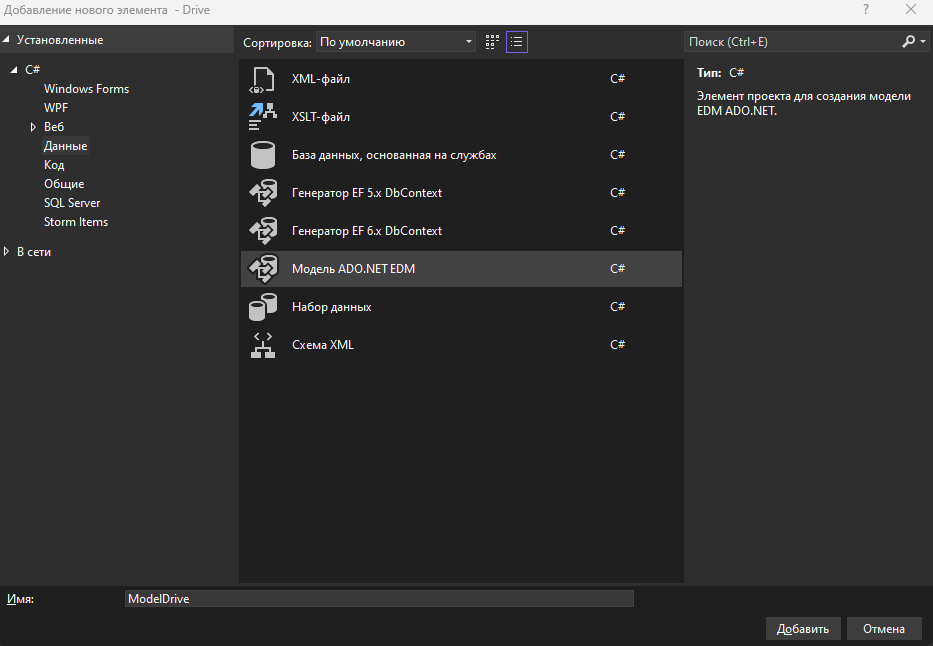 Добавление нового элемента - Drive
?
Установленные
C#
Windows Forms
WPF
Веб
Данные
Код
Общие
SQL Server
Storm Items
В сети
Сортировка: По умолчанию
XML-файл C#
XSLT-файл C#
База данных, основанная на службах C#
Генератор EF 5.x DbContext C#
Генератор EF 6.x DbContext C#
Модель ADO.NET EDM C#
Набор данных C#
Схема XML C#
Поиск (Ctrl+E)
Тип: C#
Элемент проекта для создания модели
EDM ADO.NET.
Имя: ModelDrive
Добавить Отмена